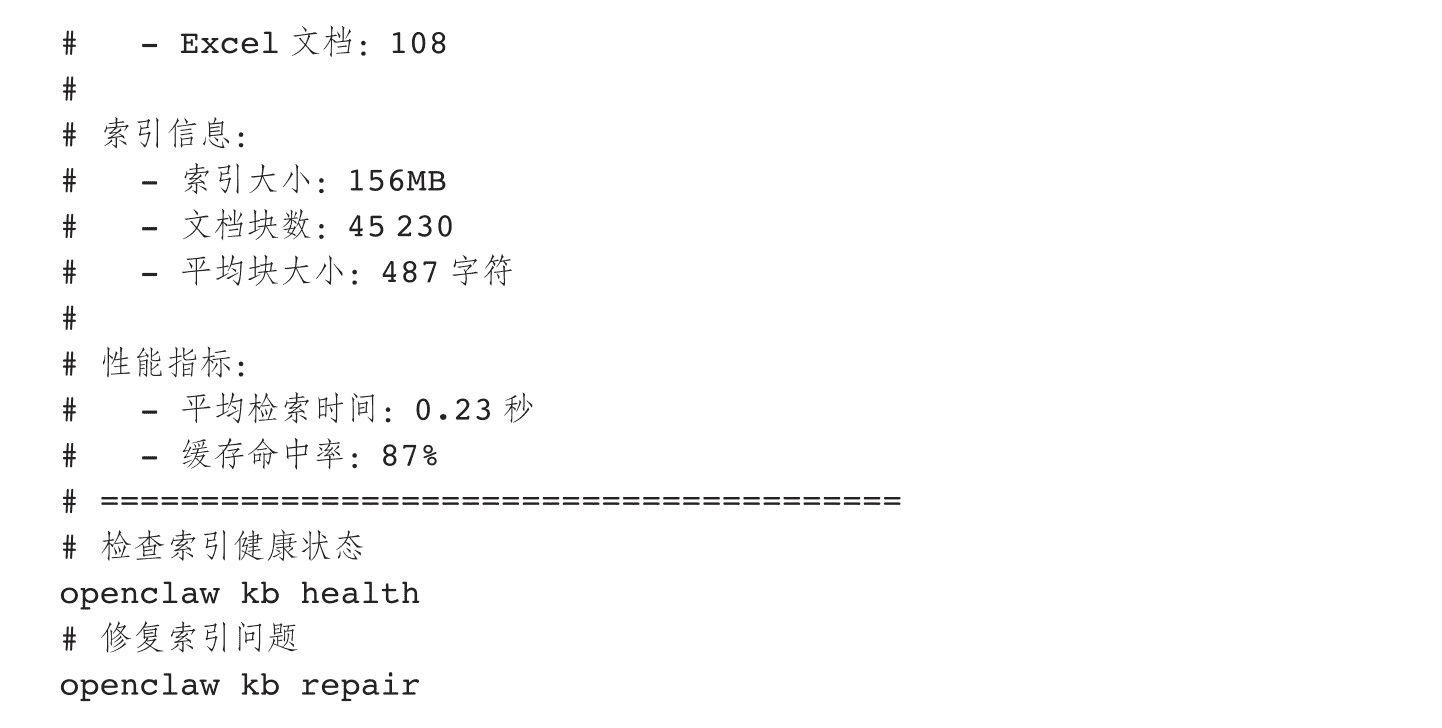 #   - Excel 文档：108
#
# 索引信息：
#   - 索引大小：156MB
#   - 文档块数：45 230
#   - 平均块大小：487 字符
#
# 性能指标：
#   - 平均检索时间：0.23 秒
#   - 缓存命中率：87%
# ========================================
# 检查索引健康状态
openclaw kb health
# 修复索引问题
openclaw kb repair